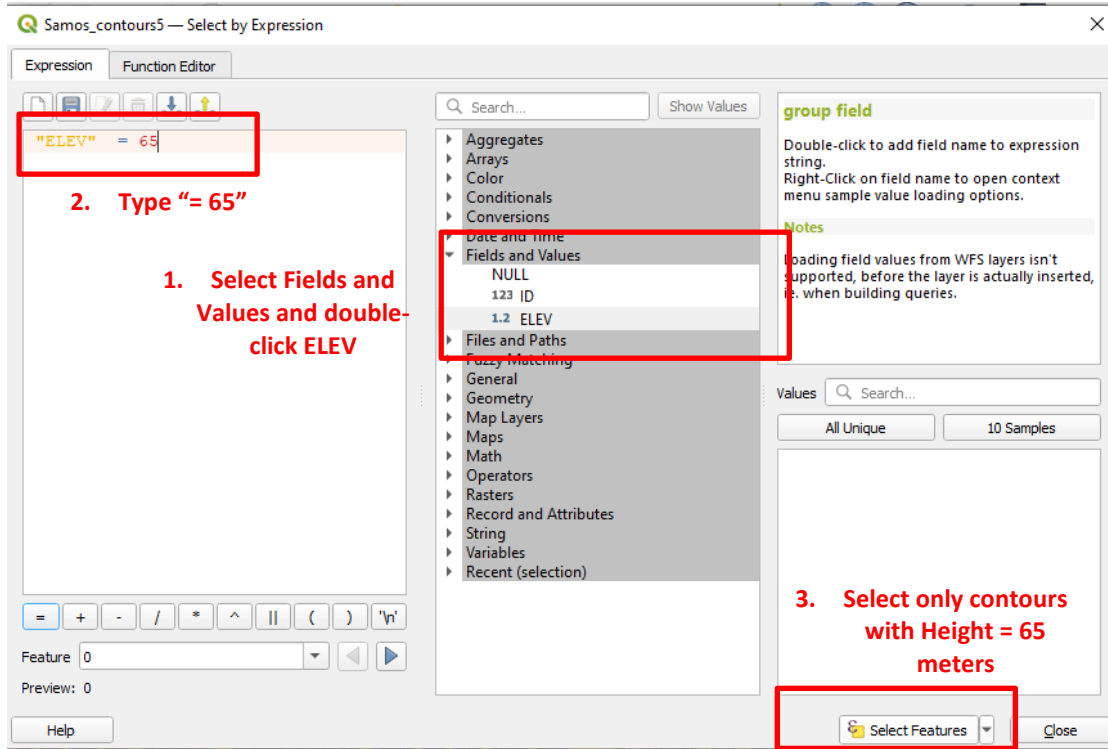 Samos_contours5 — Select by Expression
Expression
Function Editor
"ELEV" = 65
2. Type “= 65”
1. Select Fields and
Values and double-
click ELEV
Search...
Show Values
Aggregates
Arrays
Color
Conditionals
Conversions
Date and Time
Fields and Values
NULL
123 ID
1.2 ELEV
Files and Paths
Fuzzy Matching
General
Geometry
Map Layers
Maps
Math
Operators
Rasters
Record and Attributes
String
Variables
Recent (selection)
group field
Double-click to add field name to expression
string.
Right-Click on field name to open context
menu sample value loading options.
Notes
Loading field values from WFS layers isn't
supported, before the layer is actually inserted,
ie. when building queries.
Values
Search...
All Unique
10 Samples
3. Select only contours
with Height = 65
meters
= + - / * ^ || ( ) '\n'
Feature 0
Preview: 0
Help
Select Features
Close